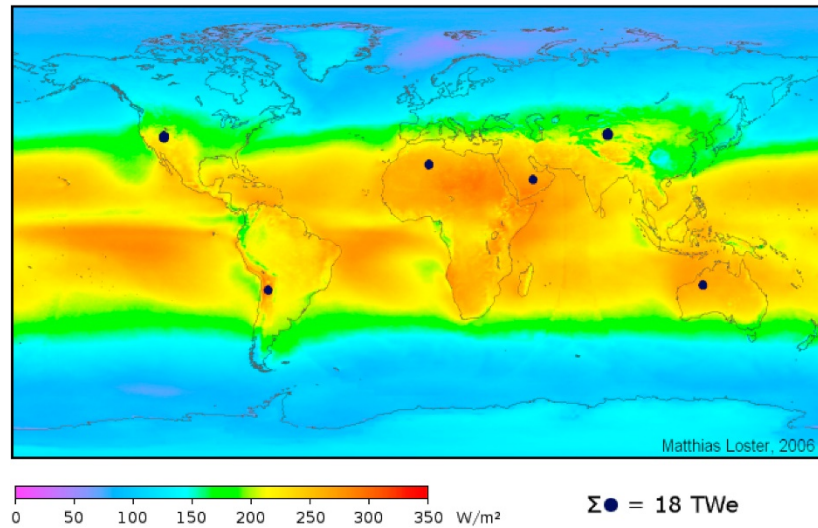 Matthias Loster, 2006
0 50 100 150 200 250 300 350 W/m²
Σ● = 18 TWe